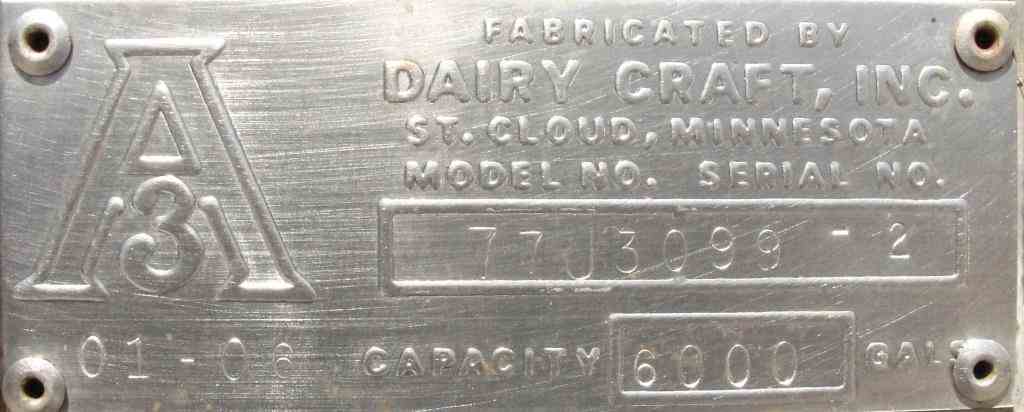 A
3
FABRICATED BY
DAIRY CRAFT, INC.
ST. CLOUD, MINNESOTA
MODEL NO. SERIAL NO.
77J3099 - 2
01-06 CAPACITY 6000 GALS